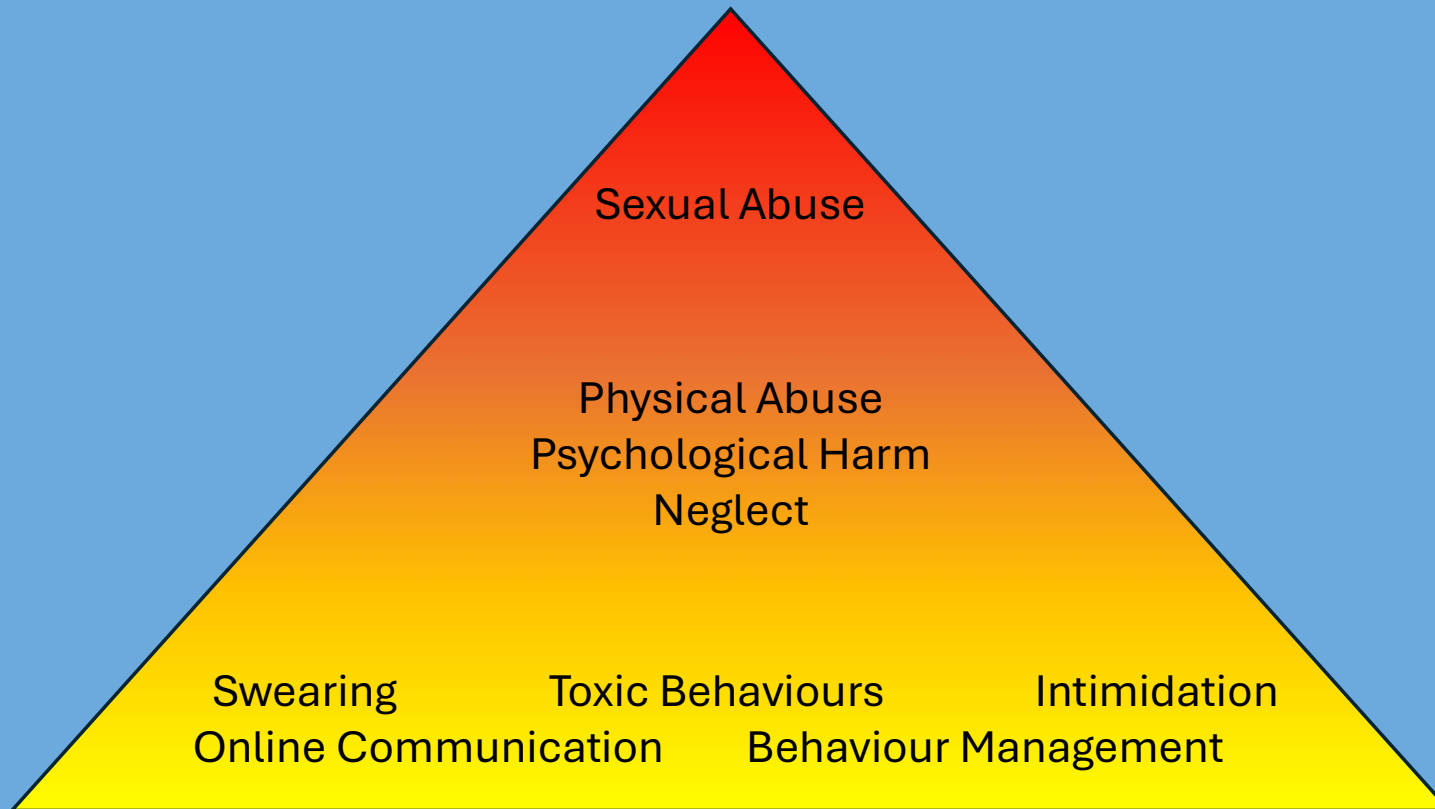 Sexual Abuse
Physical Abuse
Psychological Harm
Neglect
Swearing Toxic Behaviours Intimidation
Online Communication Behaviour Management